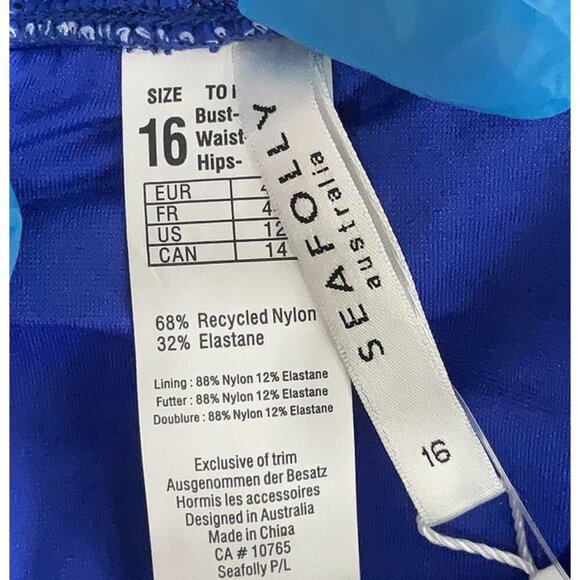 SIZE TO
16 Bust-
Waist-
Hips-
EUR
FR
US 12
CAN 14
68% Recycled Nylon
32% Elastane
Lining : 88% Nylon 12% Elastane
Futter : 88% Nylon 12% Elastane
Doublure : 88% Nylon 12% Elastane
Exclusive of trim
Ausgenommen der Besatz
Hormis les accessoires
Designed in Australia
Made in China
CA # 10765
Seafolly P/L
SEAFOLLY
australia
16